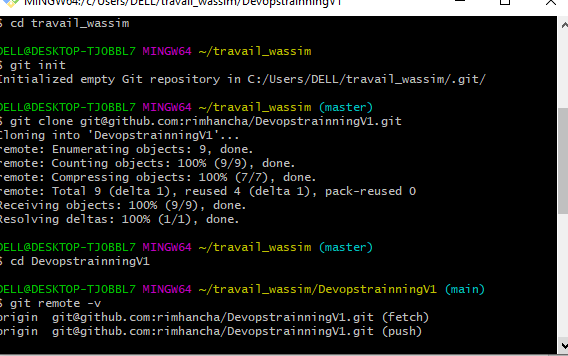 MINGW64:/c/Users/DELL/travail_wassim/DevopstrainningV1
$ cd travail_wassim
DELL@DESKTOP-TJOBBL7 MINGW64 ~/travail_wassim
$ git init
Initialized empty Git repository in C:/Users/DELL/travail_wassim/.git/
DELL@DESKTOP-TJOBBL7 MINGW64 ~/travail_wassim (master)
$ git clone git@github.com:rimhancha/DevopstrainningV1.git
Cloning into 'DevopstrainningV1'...
remote: Enumerating objects: 9, done.
remote: Counting objects: 100% (9/9), done.
remote: Compressing objects: 100% (7/7), done.
remote: Total 9 (delta 1), reused 4 (delta 1), pack-reused 0
Receiving objects: 100% (9/9), done.
Resolving deltas: 100% (1/1), done.
DELL@DESKTOP-TJOBBL7 MINGW64 ~/travail_wassim (master)
$ cd DevopstrainningV1
DELL@DESKTOP-TJOBBL7 MINGW64 ~/travail_wassim/DevopstrainningV1 (main)
$ git remote -v
origin  git@github.com:rimhancha/DevopstrainningV1.git (fetch)
origin  git@github.com:rimhancha/DevopstrainningV1.git (push)